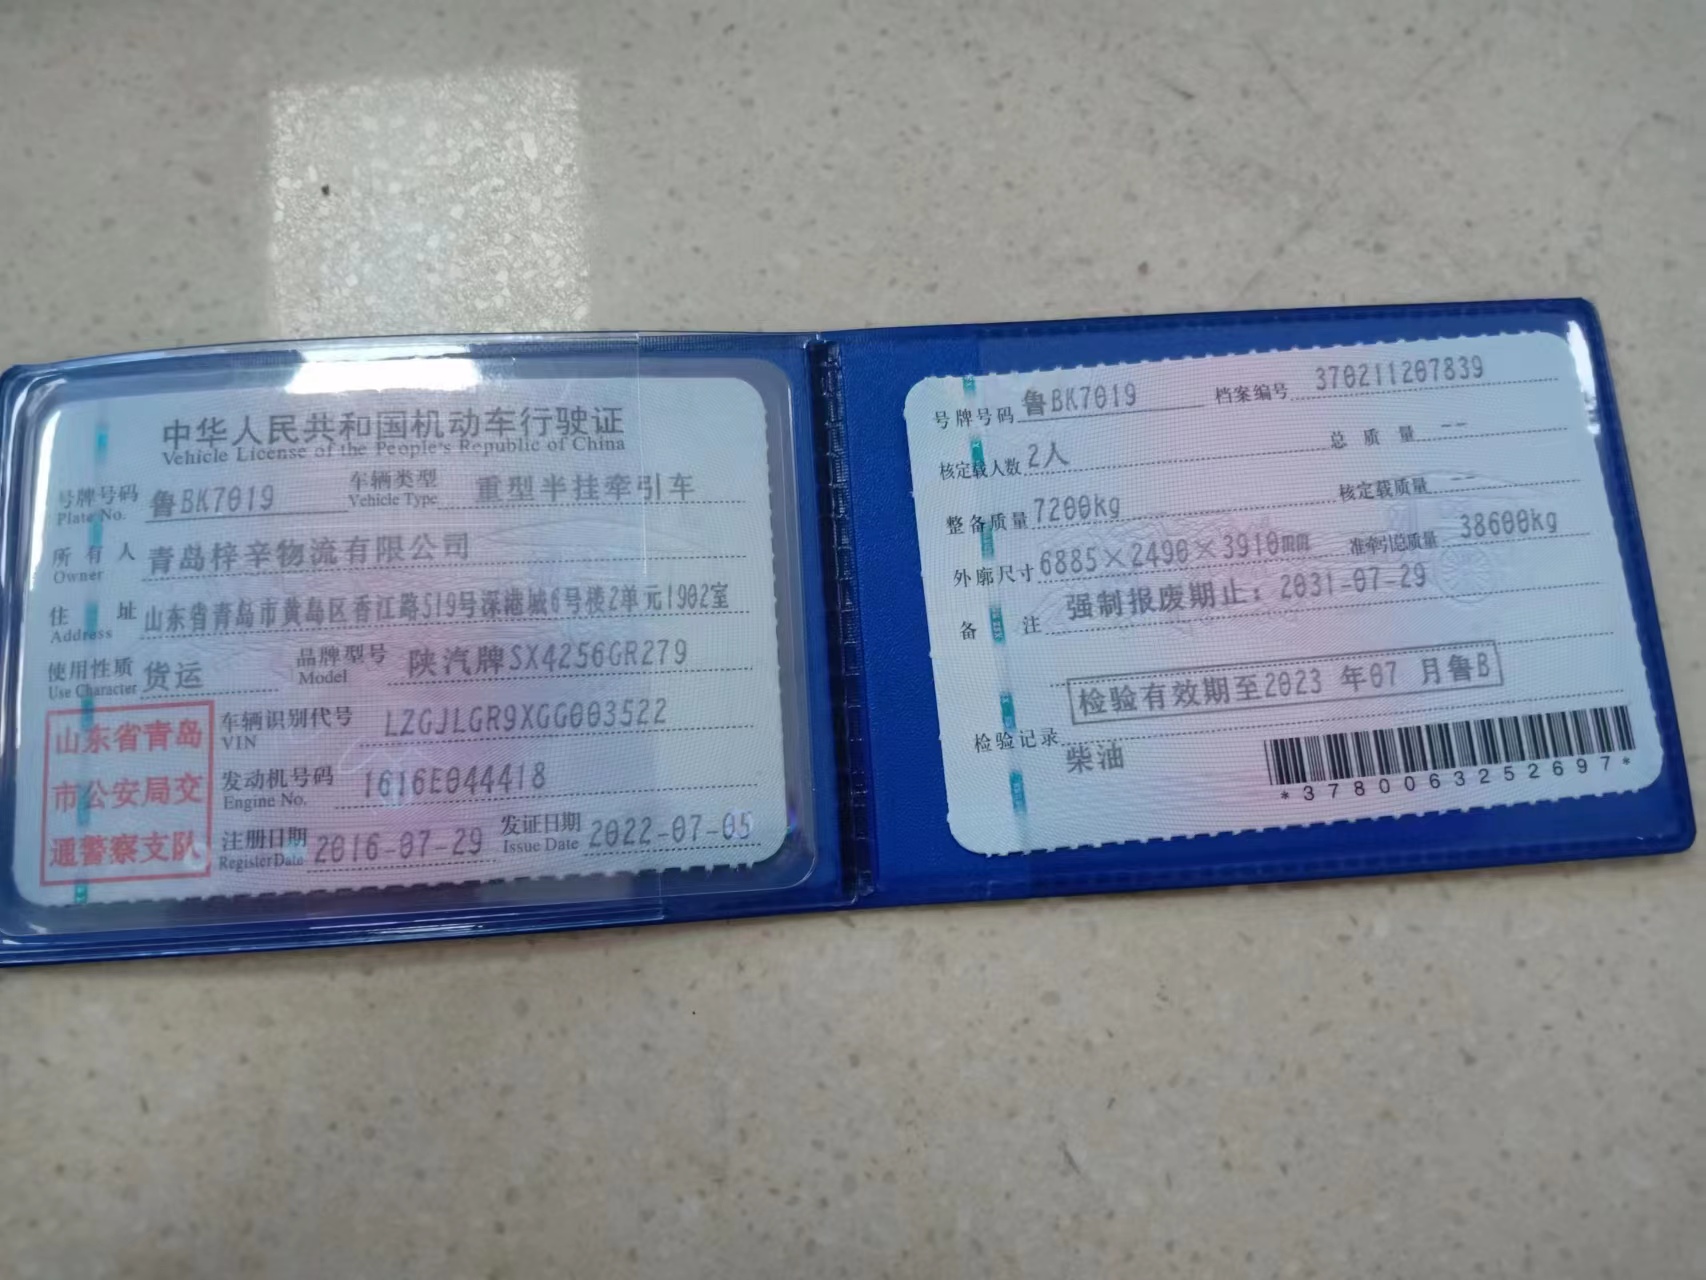 中华人民共和国机动车行驶证
Vehicle License of the People's Republic of China
号牌号码 鲁BK7019 车辆类型 重型半挂牵引车
Plate No. Vehicle Type
所有人 青岛梓辛物流有限公司
Owner
住址 山东省青岛市黄岛区香江路519号深港城6号楼2单元1902室
Address
使用性质 货运 品牌型号 陕汽牌SX4256GR279
Use Character Model
山东省青岛
市公安局交
通警察支队
车辆识别代号 LZGJLGR9XGG003522
VIN
发动机号码 1616E044418
Engine No.
注册日期 2016-07-29 发证日期 2022-07-05
Register Date Issue Date
号牌号码 鲁BK7019 档案编号 370211207839
核定载人数 2人 总质量 --
整备质量 7200kg 核定载质量 --
外廓尺寸 6885×2490×3910mm 准牵引总质量 38600kg
备注 强制报废期止：2031-07-29
检验有效期至2023 年07 月鲁B
检验记录
柴油
*3780063252697*